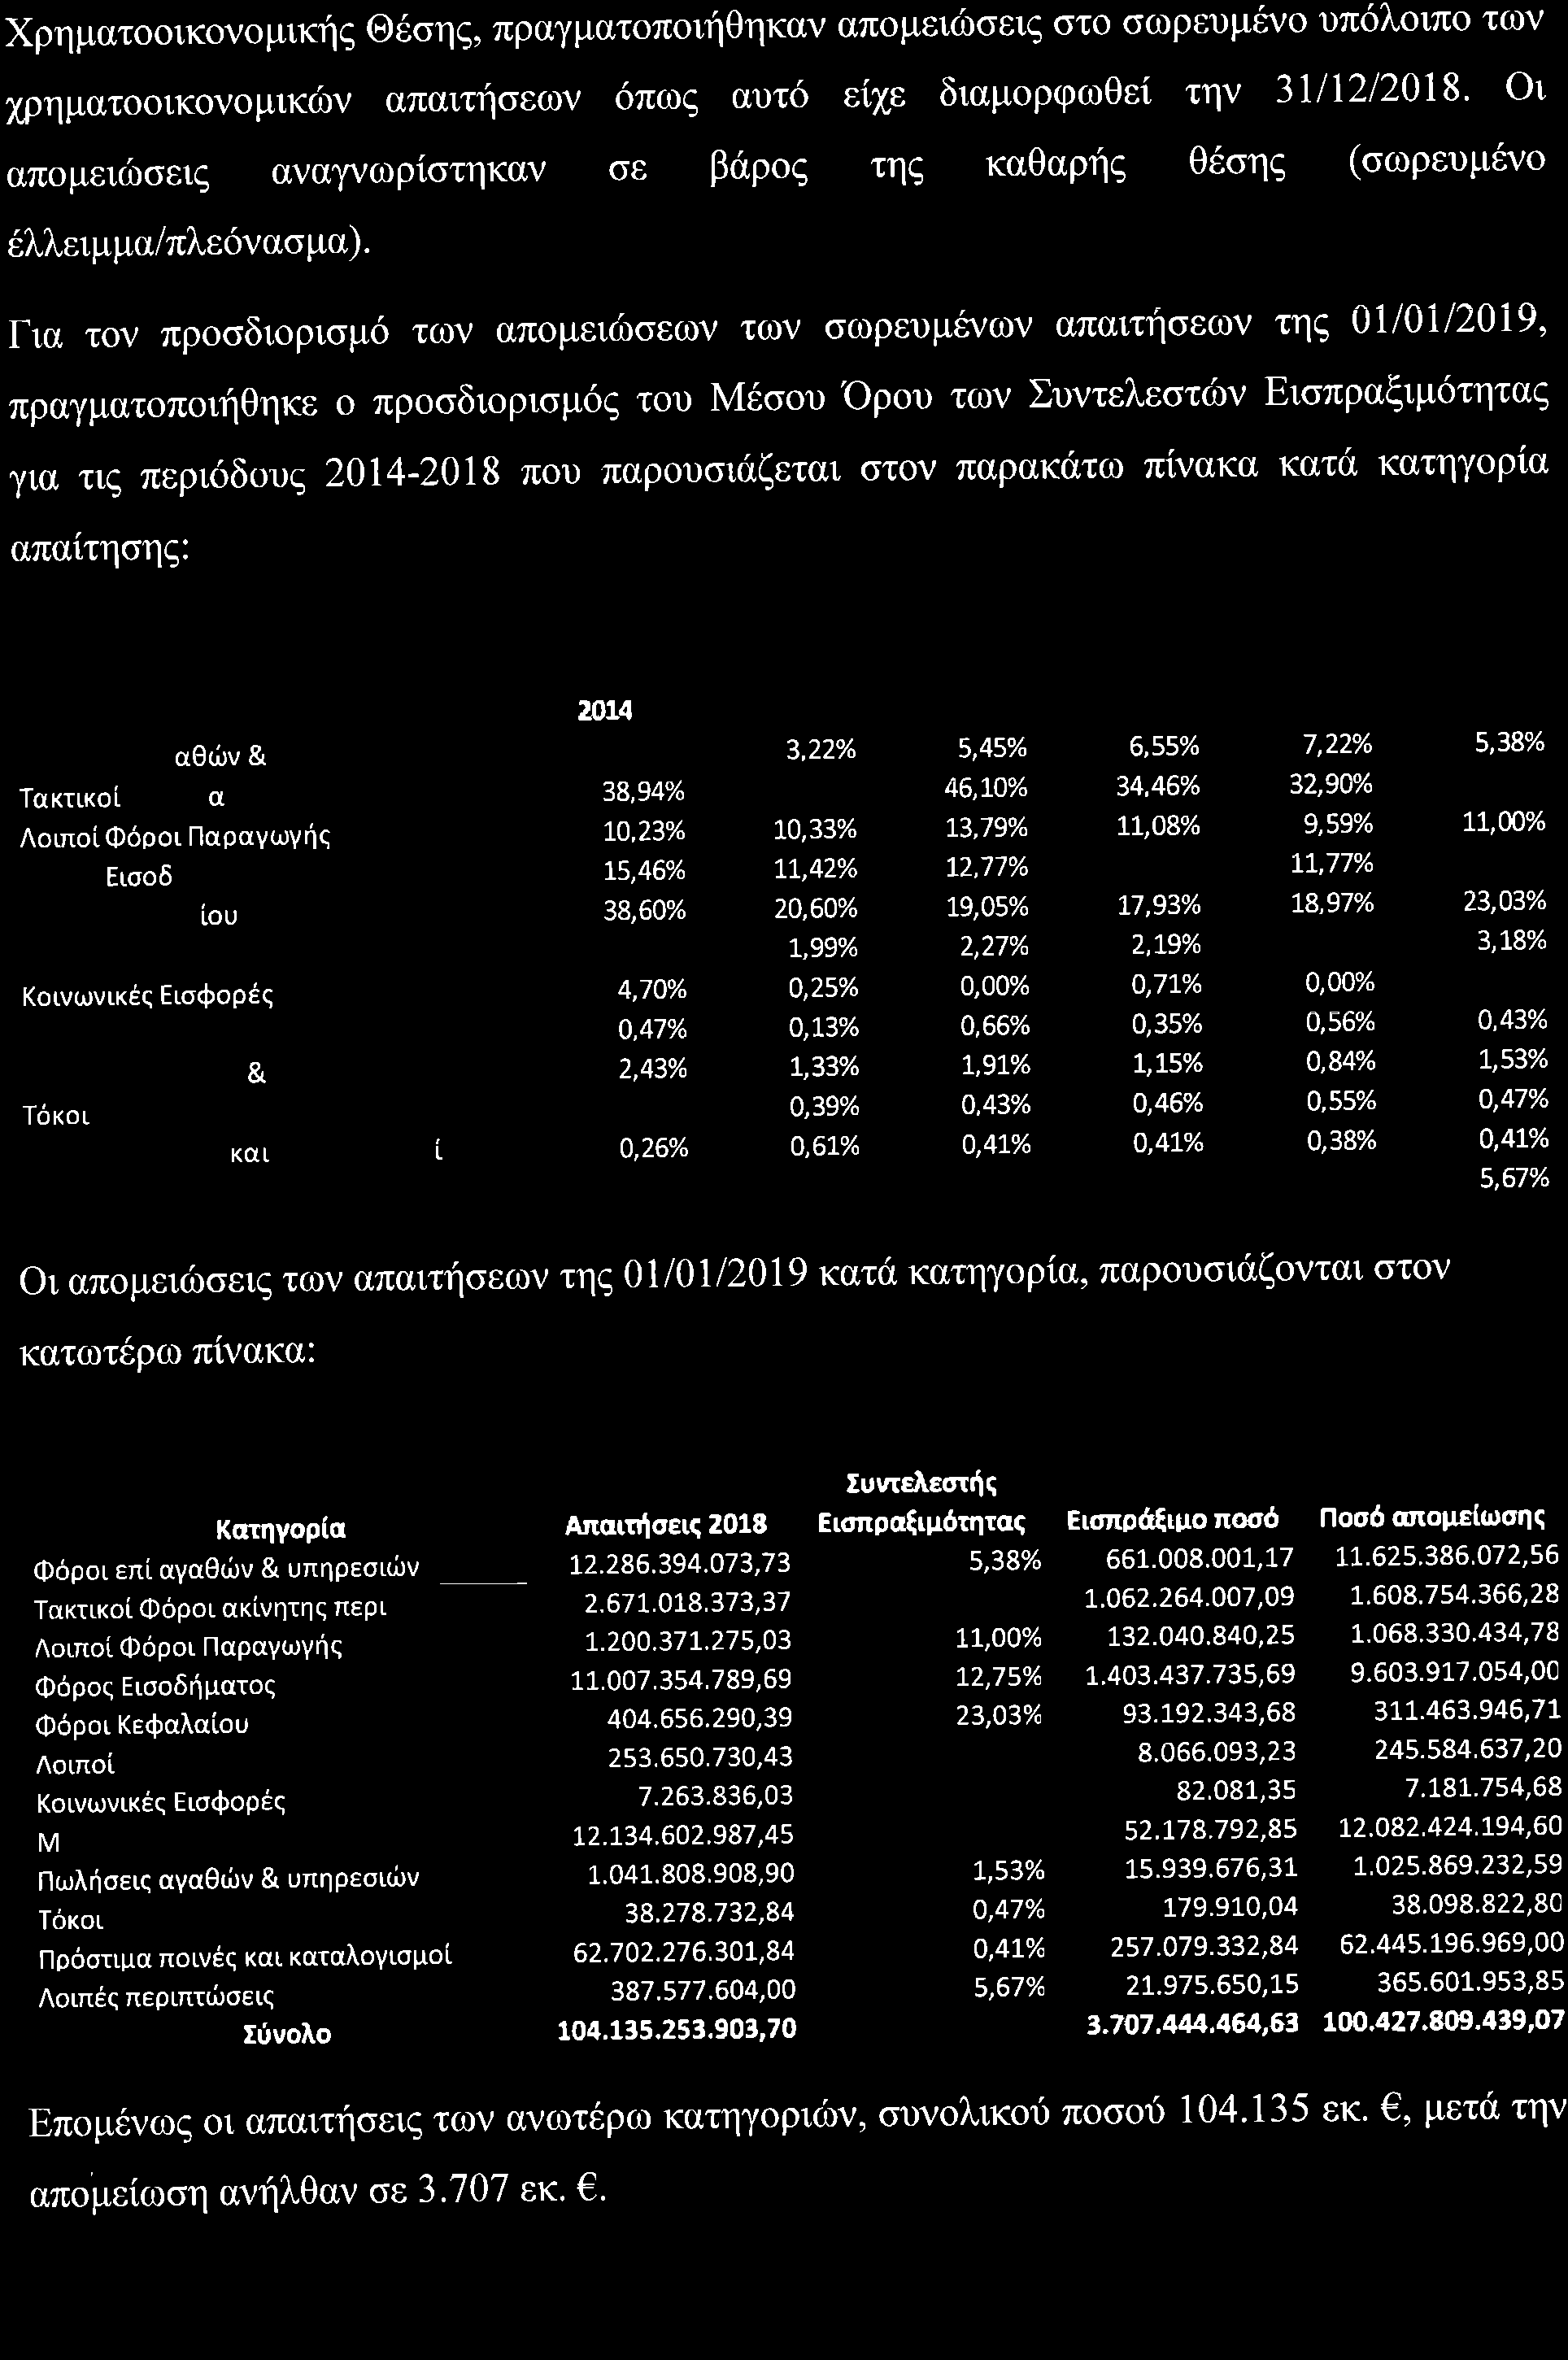 Χρηματοοικονομικής Θέσης, πραγματοποιήθηκαν απομειώσεις στο σωρευμένο υπόλοιπο των
χρηματοοικονομικών απαιτήσεων όπως αυτό είχε διαμορφωθεί την 31/12/2018. Οι
απομειώσεις αναγνωρίστηκαν σε βάρος της καθαρής θέσης (σωρευμένο
έλλειμμα/πλεόνασμα).
Για τον προσδιορισμό των απομειώσεων των σωρευμένων απαιτήσεων της 01/01/2019,
πραγματοποιήθηκε ο προσδιορισμός του Μέσου Όρου των Συντελεστών Εισπραξιμότητας
για τις περιόδους 2014-2018 που παρουσιάζεται στον παρακάτω πίνακα κατά κατηγορία
απαίτησης:
2014
αθών & 3,22% 5,45% 6,55% 7,22% 5,38%
Τακτικοί α 38,94% 46,10% 34,46% 32,90%
Λοιποί Φόροι Παραγωγής 10,23% 10,33% 13,79% 11,08% 9,59% 11,00%
Εισοδ 15,46% 11,42% 12,77% 11,77%
ίου 38,60% 20,60% 19,05% 17,93% 18,97% 23,03%
1,99% 2,27% 2,19% 3,18%
Κοινωνικές Εισφορές 4,70% 0,25% 0,00% 0,71% 0,00%
0,47% 0,13% 0,66% 0,35% 0,56% 0,43%
& 2,43% 1,33% 1,91% 1,15% 0,84% 1,53%
Τόκοι 0,39% 0,43% 0,46% 0,55% 0,47%
και ί 0,26% 0,61% 0,41% 0,41% 0,38% 0,41%
5,67%
Οι απομειώσεις των απαιτήσεων της 01/01/2019 κατά κατηγορία, παρουσιάζονται στον
κατωτέρω πίνακα:
Συντελεστής
Κατηγορία Απαιτήσεις 2018 Εισπραξιμότητας Εισπράξιμο ποσό Ποσό απομείωσης
Φόροι επί αγαθών & υπηρεσιών 12.286.394.073,73 5,38% 661.008.001,17 11.625.386.072,56
Τακτικοί Φόροι ακίνητης περι 2.671.018.373,37 1.062.264.007,09 1.608.754.366,28
Λοιποί Φόροι Παραγωγής 1.200.371.275,03 11,00% 132.040.840,25 1.068.330.434,78
Φόρος Εισοδήματος 11.007.354.789,69 12,75% 1.403.437.735,69 9.603.917.054,00
Φόροι Κεφαλαίου 404.656.290,39 23,03% 93.192.343,68 311.463.946,71
Λοιποί 253.650.730,43 8.066.093,23 245.584.637,20
Κοινωνικές Εισφορές 7.263.836,03 82.081,35 7.181.754,68
Μ 12.134.602.987,45 52.178.792,85 12.082.424.194,60
Πωλήσεις αγαθών & υπηρεσιών 1.041.808.908,90 1,53% 15.939.676,31 1.025.869.232,59
Τόκοι 38.278.732,84 0,47% 179.910,04 38.098.822,80
Πρόστιμα ποινές και καταλογισμοί 62.702.276.301,84 0,41% 257.079.332,84 62.445.196.969,00
Λοιπές περιπτώσεις 387.577.604,00 5,67% 21.975.650,15 365.601.953,85
Σύνολο 104.135.253.903,70 3.707.444.464,63 100.427.809.439,07
Επομένως οι απαιτήσεις των ανωτέρω κατηγοριών, συνολικού ποσού 104.135 εκ. €, μετά την
απομείωση ανήλθαν σε 3.707 εκ. €.